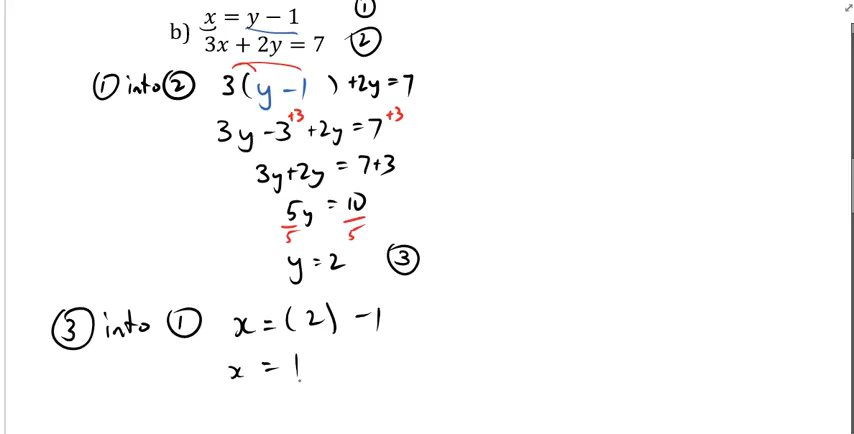 x = y − 1 ①
b) 3x + 2y = 7 ②
① into ② 3(y −1) +2y = 7
3y −3 +3 +2y = 7 +3
3y+2y = 7+3
5y/5 = 10/5
y = 2 ③
③ into ① x = (2) −1
x = 1